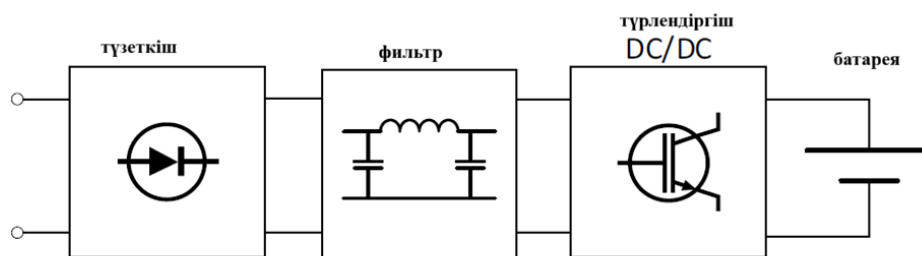 түзеткіш
фильтр
түрлендіргіш
DC/DC
батарея